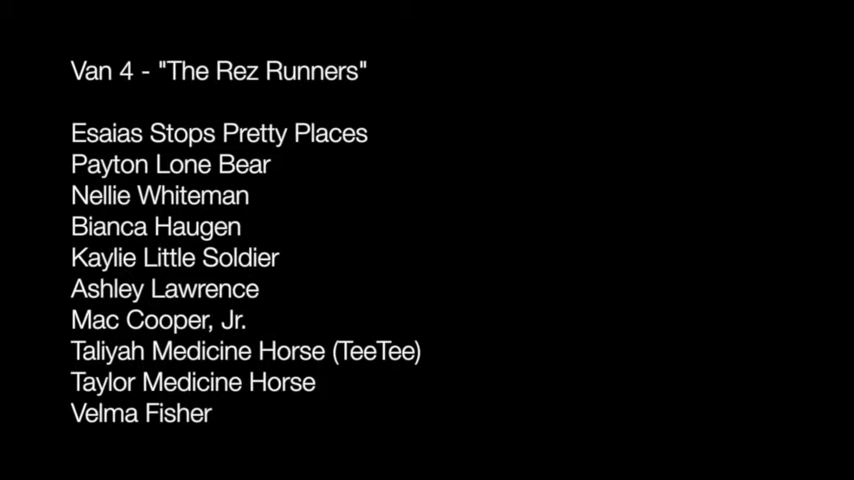 Van 4 - "The Rez Runners"
Esaias Stops Pretty Places
Payton Lone Bear
Nellie Whiteman
Bianca Haugen
Kaylie Little Soldier
Ashley Lawrence
Mac Cooper, Jr.
Taliyah Medicine Horse (TeeTee)
Taylor Medicine Horse
Velma Fisher